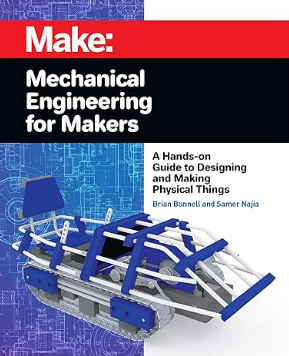 Make:
Mechanical
Engineering
for Makers
A Hands-on
Guide to Designing
and Making
Physical Things
Brian Bunnell and Samer Najia